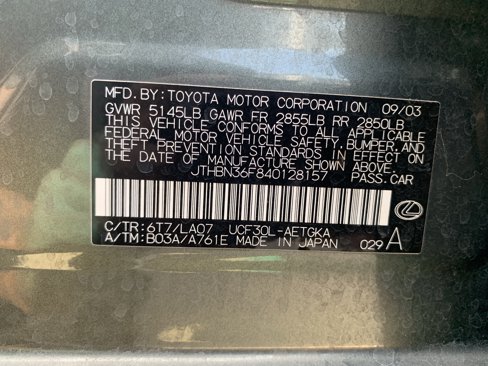 MFD. BY: TOYOTA MOTOR CORPORATION 09/03
GVWR 5145LB GAWR FR 2855LB RR 2850LB
THIS VEHICLE CONFORMS TO ALL APPLICABLE
FEDERAL MOTOR VEHICLE SAFETY, BUMPER, AND
THEFT PREVENTION STANDARDS IN EFFECT ON
THE DATE OF MANUFACTURE SHOWN ABOVE.
JTHBN36F840128157 PASS.CAR
C/TR: 6T7/LA07 UCF30L-AETGKA
A/TM: B03A/A761E MADE IN JAPAN 029 A